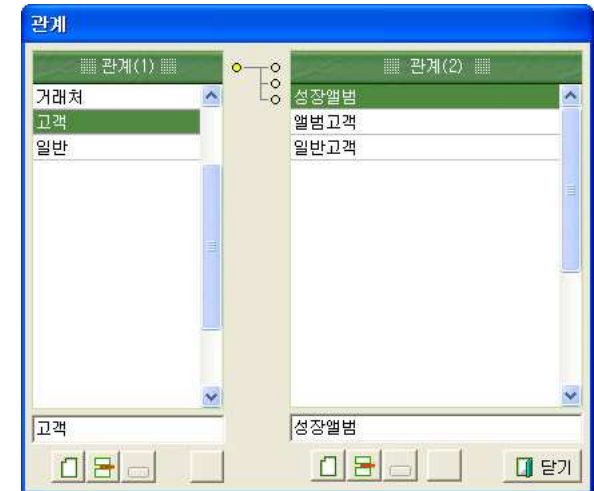 관계
관계(1)
거래처
고객
일반
고객
관계(2)
성장앨범
앨범고객
일반고객
성장앨범
닫기